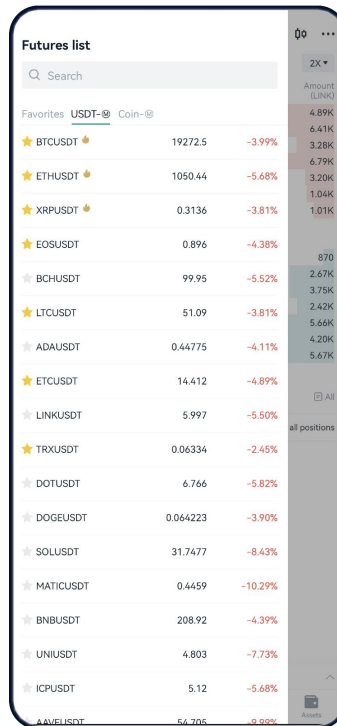 Futures list
Search
Favorites USDT-Ⓜ Coin-Ⓜ
BTCUSDT 19272.5 -3.99%
ETHUSDT 1050.44 -5.68%
XRPUSDT 0.3136 -3.81%
EOSUSDT 0.896 -4.38%
BCHUSDT 99.95 -5.52%
LTCUSDT 51.09 -3.81%
ADAUSDT 0.44775 -4.11%
ETCUSDT 14.412 -4.89%
LINKUSDT 5.997 -5.50%
TRXUSDT 0.06334 -2.45%
DOTUSDT 6.766 -5.82%
DOGEUSDT 0.064223 -3.90%
SOLUSDT 31.7477 -8.43%
MATICUSDT 0.4459 -10.29%
BNBUSDT 208.92 -4.39%
UNIUSDT 4.803 -7.73%
ICPUSDT 5.12 -5.68%
AAVEUSDT 54.705 -9.99%
2X
Amount
(LINK)
4.89K
6.41K
3.28K
6.79K
3.20K
1.04K
1.01K
870
2.67K
3.75K
2.42K
5.66K
4.20K
5.67K
All
all positions
Assets